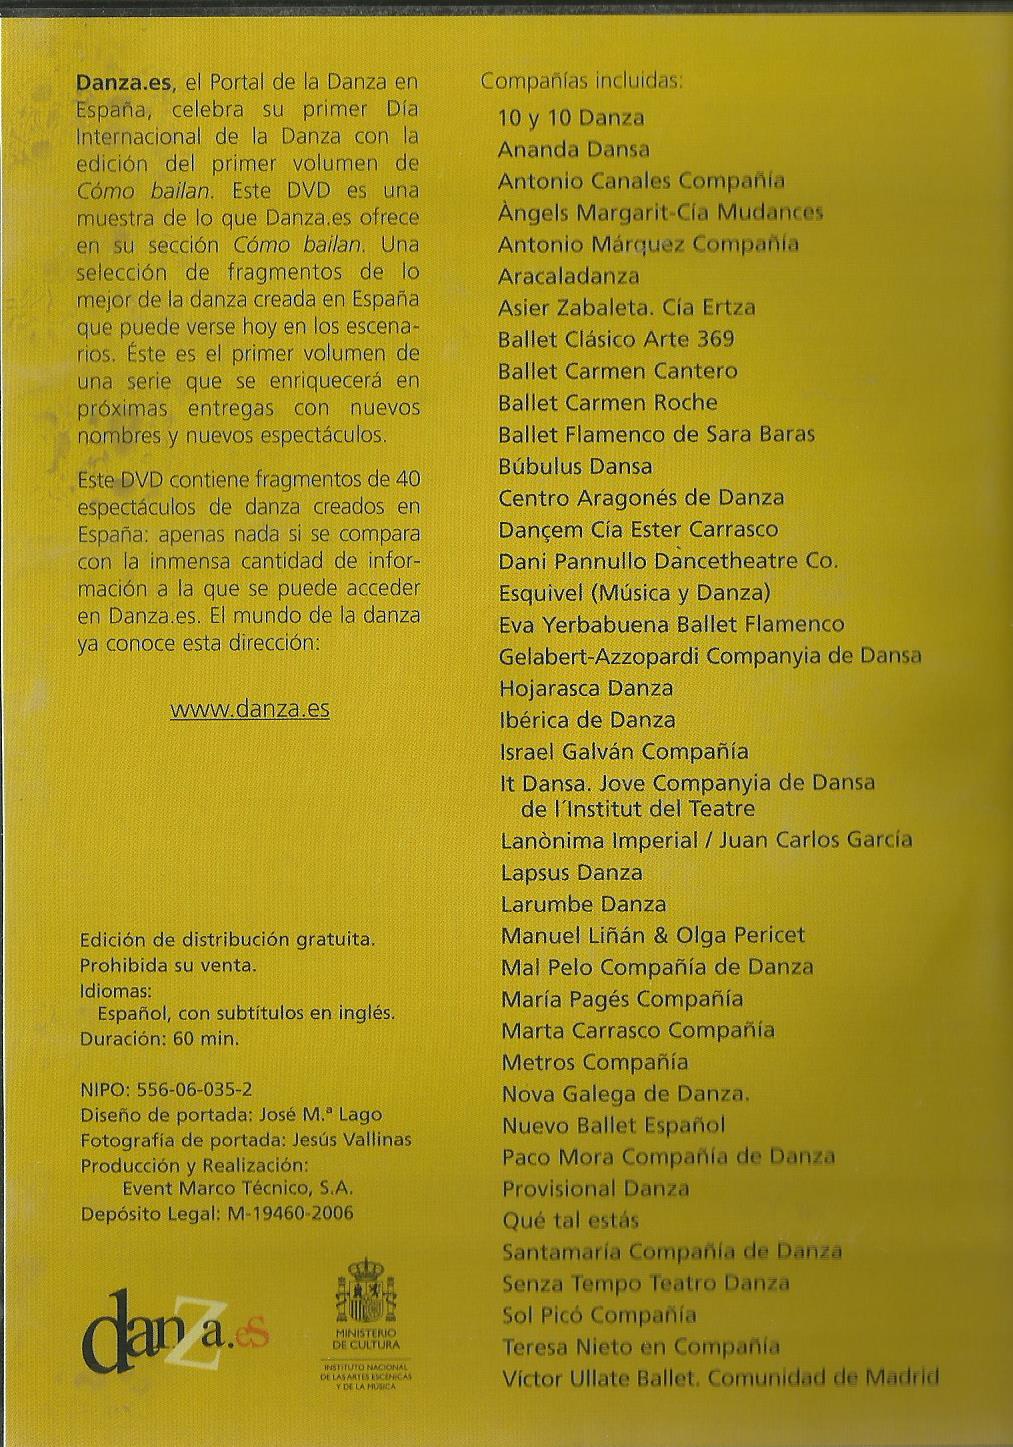 Danza.es, el Portal de la Danza en
España, celebra su primer Día
Internacional de la Danza con la
edición del primer volumen de
Cómo bailan. Este DVD es una
muestra de lo que Danza.es ofrece
en su sección Cómo bailan. Una
selección de fragmentos de lo
mejor de la danza creada en España
que puede verse hoy en los escena-
rios. Éste es el primer volumen de
una serie que se enriquecerá en
próximas entregas con nuevos
nombres y nuevos espectáculos.
Este DVD contiene fragmentos de 40
espectáculos de danza creados en
España: apenas nada si se compara
con la inmensa cantidad de infor-
mación a la que se puede acceder
en Danza.es. El mundo de la danza
ya conoce esta dirección:
www.danza.es
Edición de distribución gratuita.
Prohibida su venta.
Idiomas:
Español, con subtítulos en inglés.
Duración: 60 min.
NIPO: 556-06-035-2
Diseño de portada: José M.ª Lago
Fotografía de portada: Jesús Vallinas
Producción y Realización:
Event Marco Técnico, S.A.
Depósito Legal: M-19460-2006
danza.es
MINISTERIO
DE CULTURA
INSTITUTO NACIONAL
DE LAS ARTES ESCÉNICAS
Y DE LA MÚSICA
Compañías incluidas:
10 y 10 Danza
Ananda Dansa
Antonio Canales Compañía
Àngels Margarit-Cía Mudances
Antonio Márquez Compañía
Aracaladanza
Asier Zabaleta. Cía Ertza
Ballet Clásico Arte 369
Ballet Carmen Cantero
Ballet Carmen Roche
Ballet Flamenco de Sara Baras
Búbulus Dansa
Centro Aragonés de Danza
Dançem Cía Ester Carrasco
Dani Pannullo Dancetheatre Co.
Esquivel (Música y Danza)
Eva Yerbabuena Ballet Flamenco
Gelabert-Azzopardi Companyia de Dansa
Hojarasca Danza
Ibérica de Danza
Israel Galván Compañía
It Dansa. Jove Companyia de Dansa
de l´Institut del Teatre
Lanònima Imperial / Juan Carlos García
Lapsus Danza
Larumbe Danza
Manuel Liñán & Olga Pericet
Mal Pelo Compañía de Danza
María Pagés Compañía
Marta Carrasco Compañía
Metros Compañía
Nova Galega de Danza.
Nuevo Ballet Español
Paco Mora Compañía de Danza
Provisional Danza
Qué tal estás
Santamaría Compañía de Danza
Senza Tempo Teatro Danza
Sol Picó Compañía
Teresa Nieto en Compañía
Víctor Ullate Ballet. Comunidad de Madrid